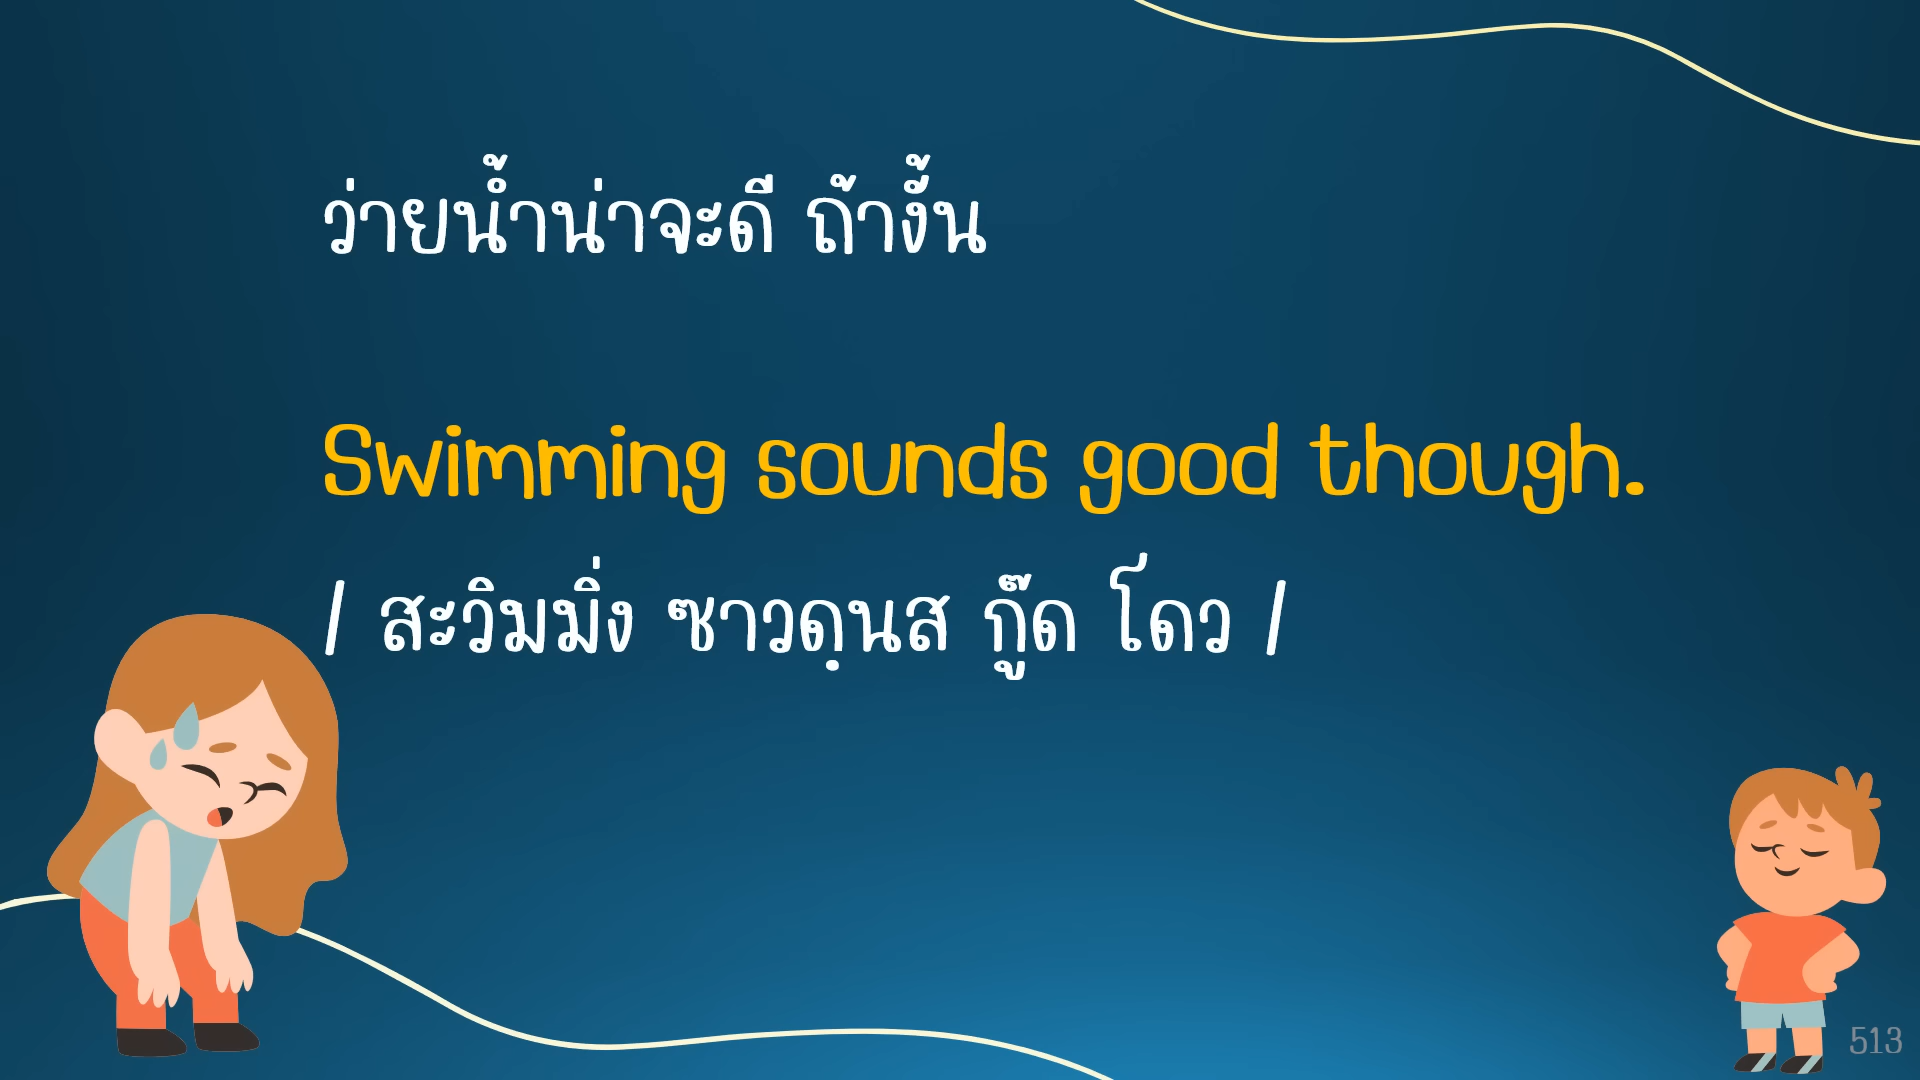 ว่ายน้ำน่าจะดี ถ้างั้น
Swimming sounds good though.
/ สะวิมมิ่ง ซาวดฺนส กู๊ด โดว /
513